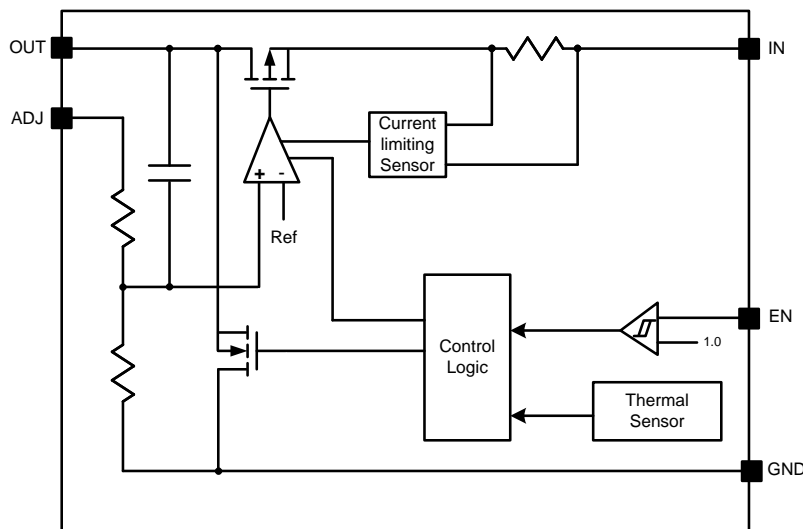 OUT
IN
ADJ
Current
limiting
Sensor
+ -
Ref
EN
1.0
Control
Logic
Thermal
Sensor
GND